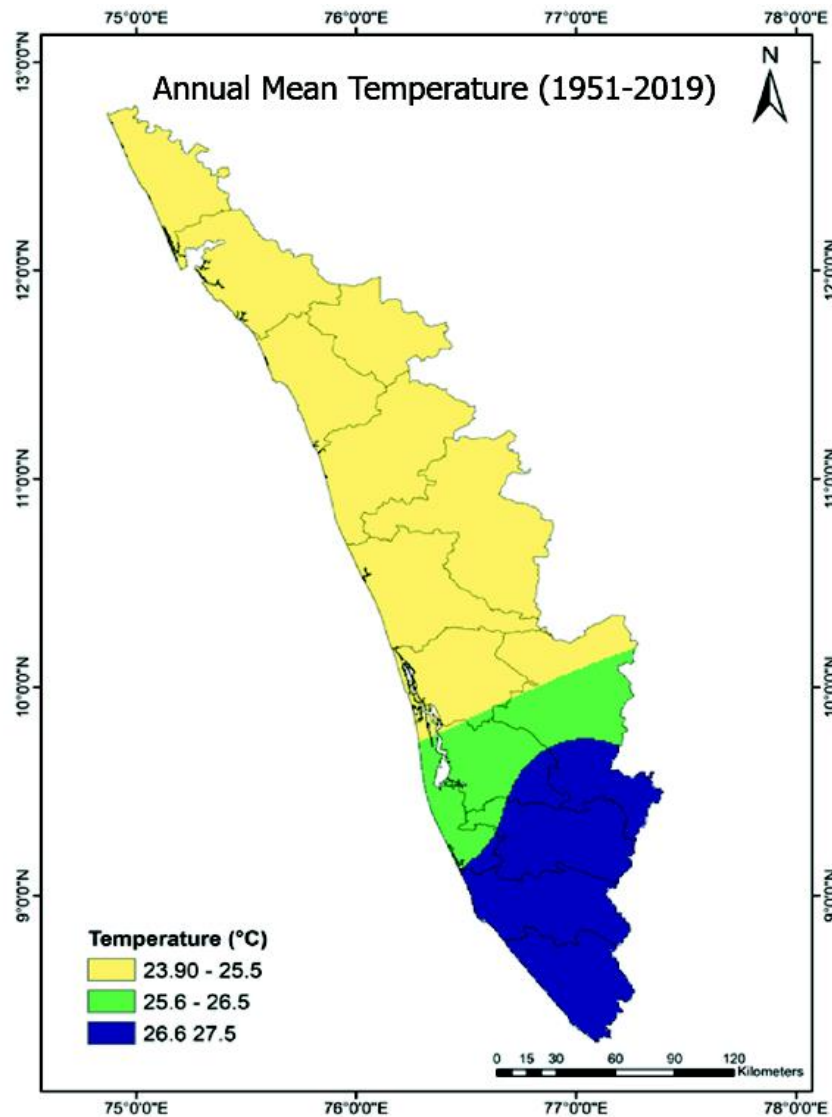 75°0'0"E 76°0'0"E 77°0'0"E 78°0'0"E
Annual Mean Temperature (1951-2019)
N
13°0'0"N 13°0'0"N
12°0'0"N 12°0'0"N
11°0'0"N 11°0'0"N
10°0'0"N 10°0'0"N
9°0'0"N 9°0'0"N
Temperature (°C)
23.90 - 25.5
25.6 - 26.5
26.6 27.5
0 15 30 60 90 120
Kilometers
75°0'0"E 76°0'0"E 77°0'0"E 78°0'0"E